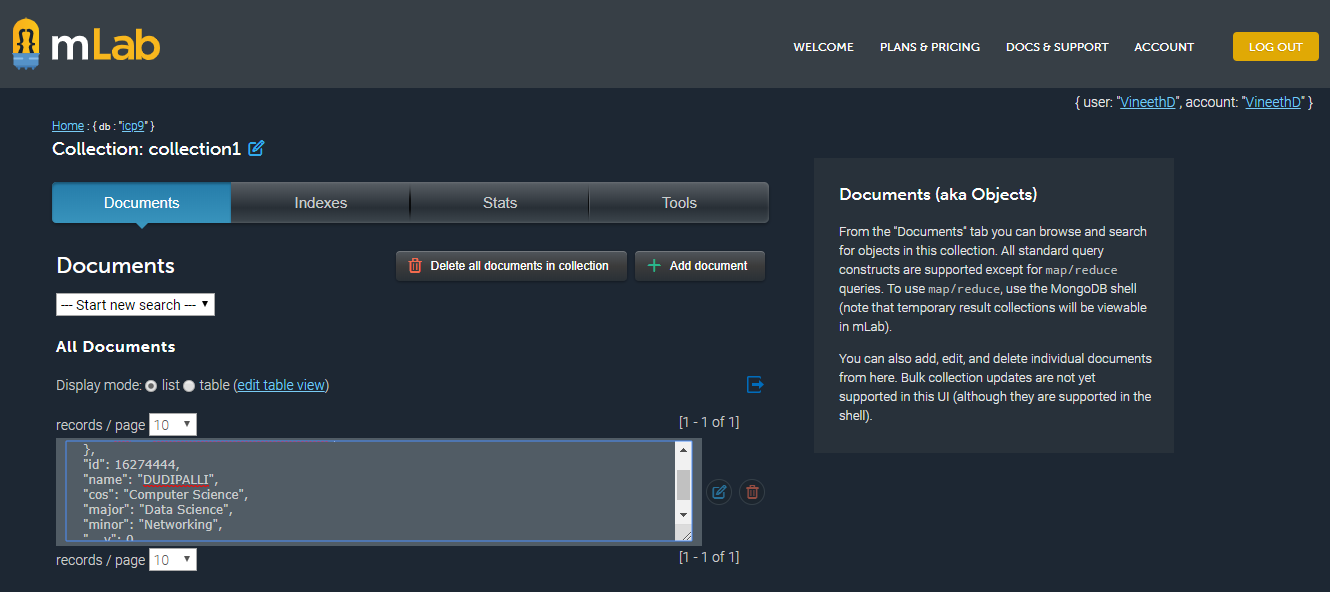 mLab
WELCOME
PLANS & PRICING
DOCS & SUPPORT
ACCOUNT
LOG OUT
{ user: "VineethD", account: "VineethD" }
Home : { db : "icp9" }
Collection: collection1
Documents
Indexes
Stats
Tools
Documents
Delete all documents in collection
Add document
--- Start new search ---
All Documents
Display mode: list table (edit table view)
records / page 10
[1 - 1 of 1]
},
"id": 16274444,
"name": "DUDIPALLI",
"cos": "Computer Science",
"major": "Data Science",
"minor": "Networking",
"__v": 0
records / page 10
[1 - 1 of 1]
Documents (aka Objects)
From the "Documents" tab you can browse and search
for objects in this collection. All standard query
constructs are supported except for map/reduce
queries. To use map/reduce, use the MongoDB shell
(note that temporary result collections will be viewable
in mLab).
You can also add, edit, and delete individual documents
from here. Bulk collection updates are not yet
supported in this UI (although they are supported in the
shell).